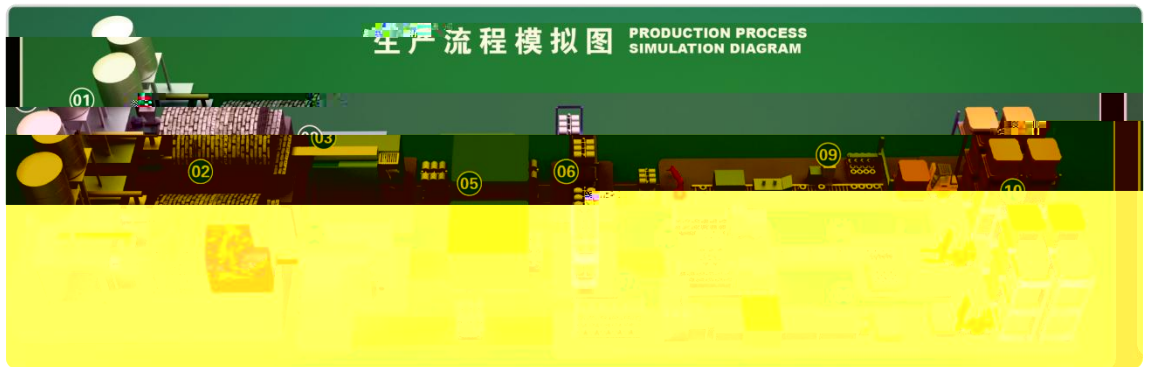 生产流程模拟图
PRODUCTION PROCESS
SIMULATION DIAGRAM
01
03
02
05
06
09
10